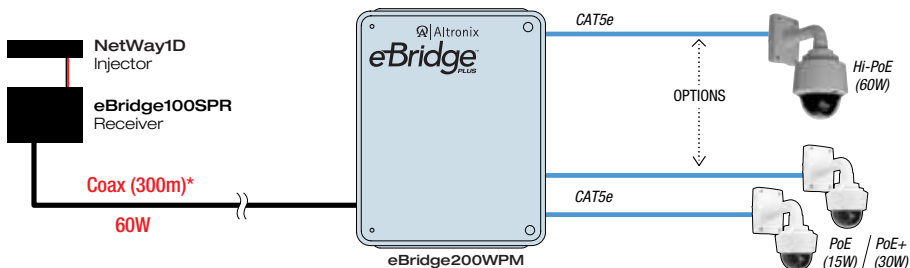 NetWay1D
Injector
eBridge100SPR
Receiver
Coax (300m)*
60W
Altronix
eBridge™
PLUS
eBridge200WPM
CAT5e
OPTIONS
CAT5e
Hi-PoE
(60W)
PoE / PoE+
(15W) / (30W)